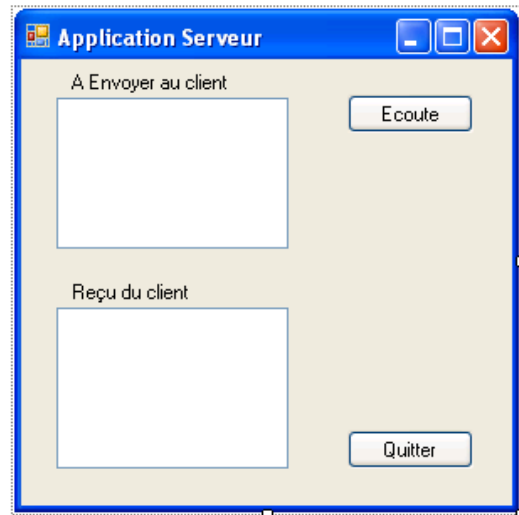 Application Serveur
A Envoyer au client
Ecoute
Reçu du client
Quitter